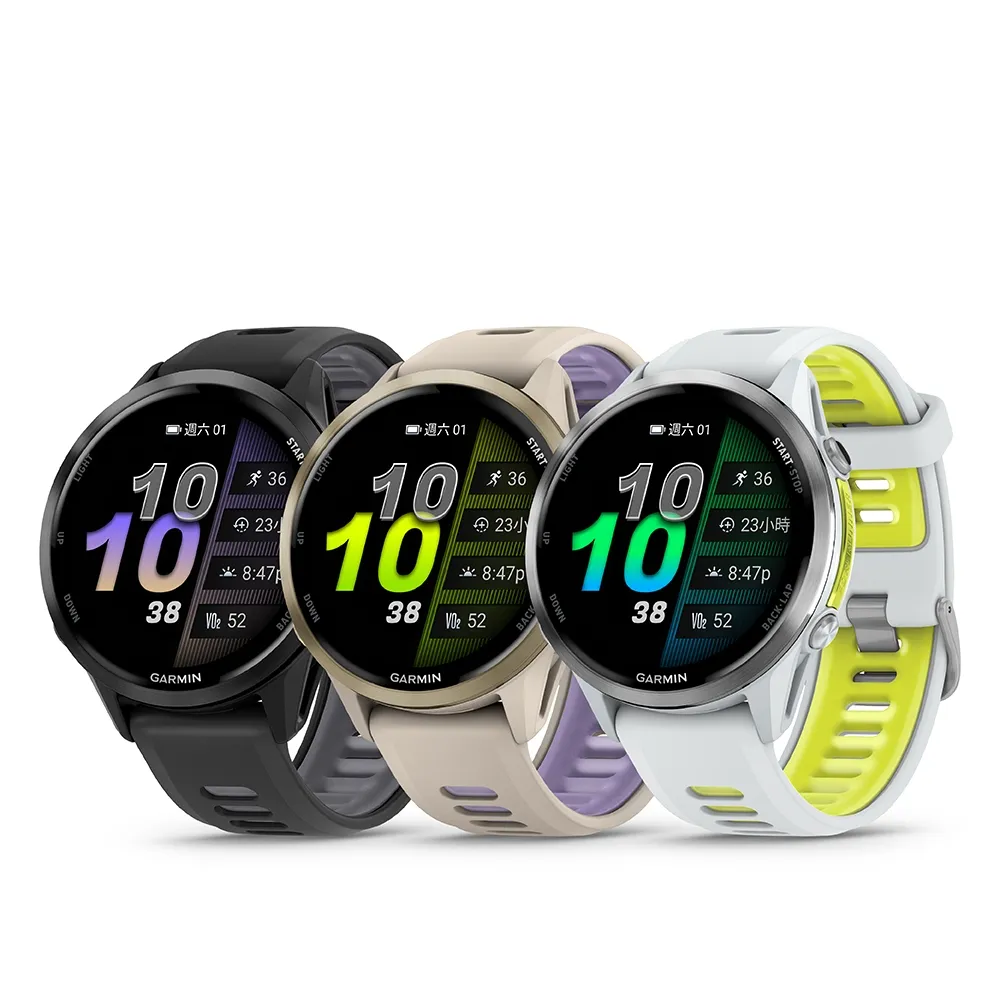 LIGHT
UP
DOWN
START
BACK
週六 01
10
10
38
36
23小
8:47p
VO2 52
GARMIN
LIGHT
DOWN
START
BACK
週六 01
10
10
38
36
23小
8:47p
VO2 52
GARMIN
LIGHT
DOWN
START·STOP
BACK·LAP
週六 01
10
10
38
36
23小時
8:47p
VO2 52
GARMIN